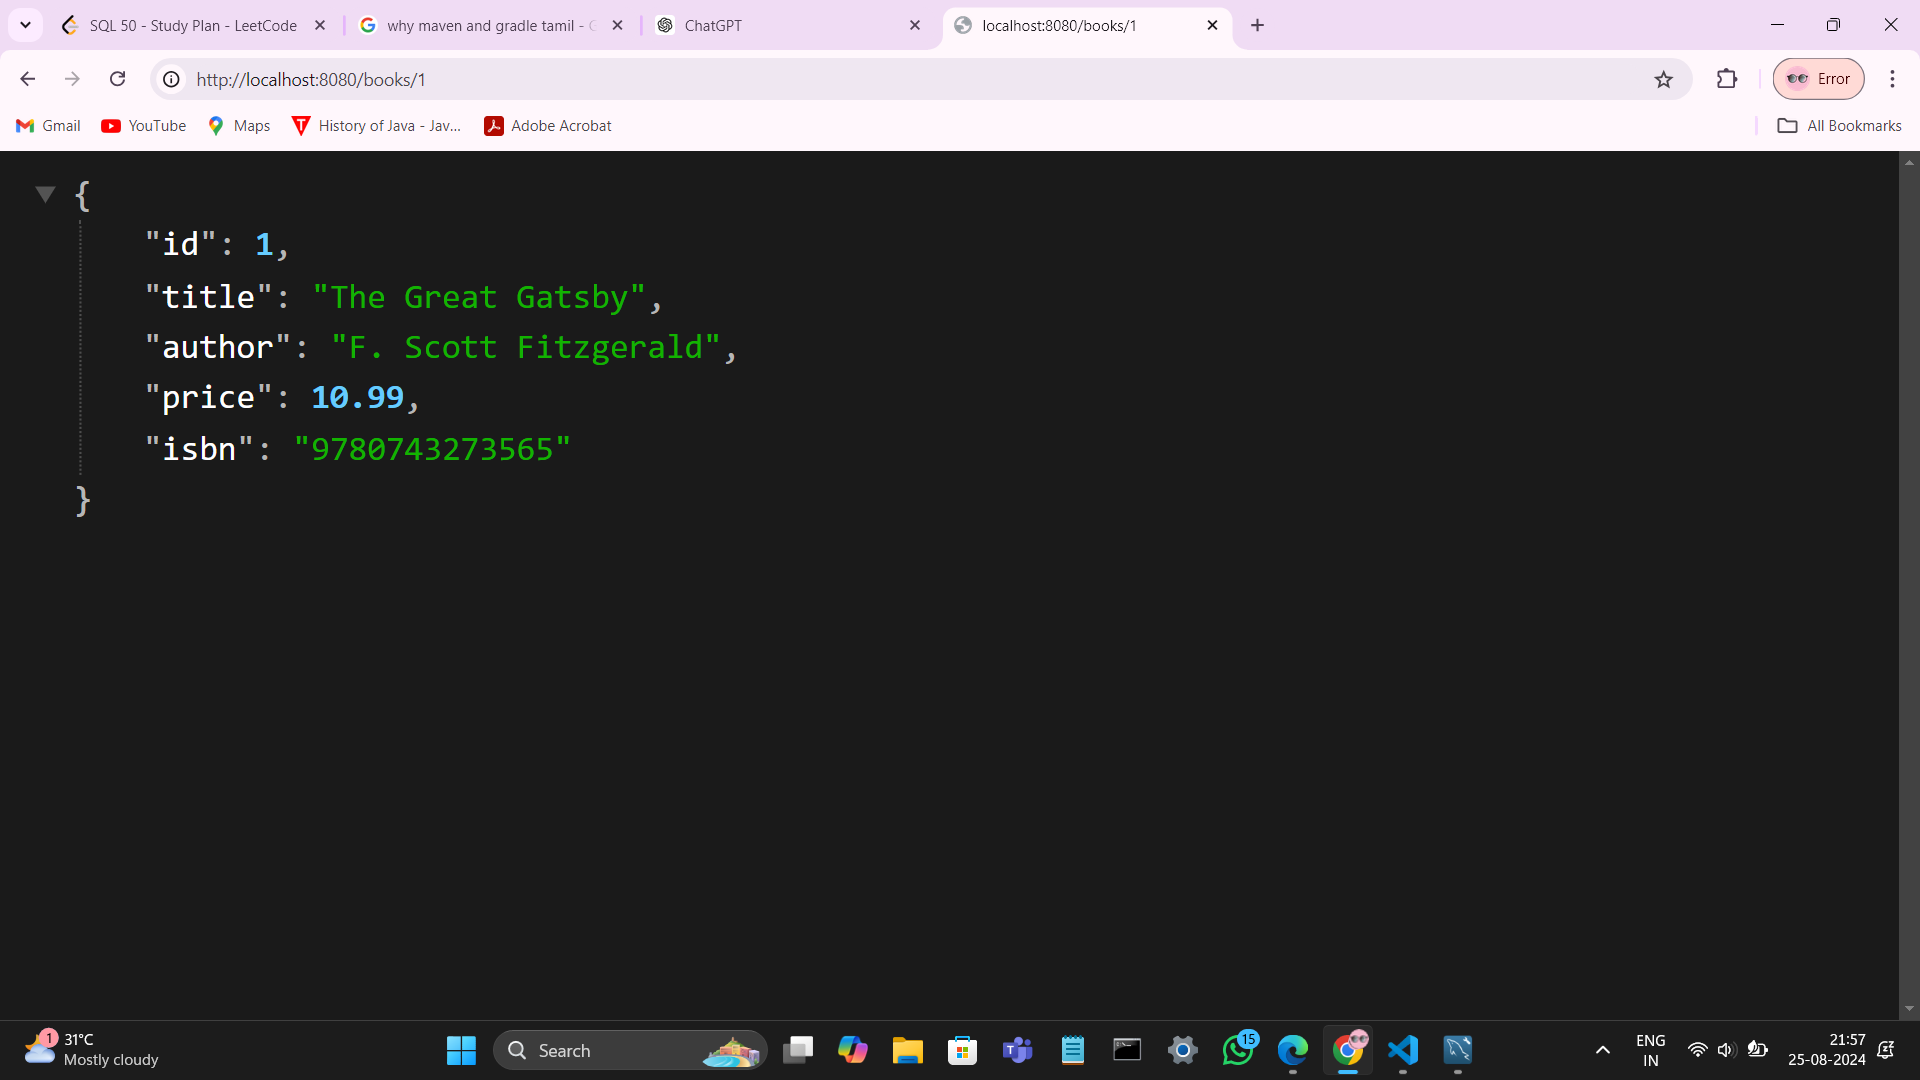 SQL 50 - Study Plan - LeetCode
why maven and gradle tamil -
ChatGPT
localhost:8080/books/1
http://localhost:8080/books/1
Error
Gmail
YouTube
Maps
History of Java - Jav...
Adobe Acrobat
All Bookmarks
{
"id": 1,
"title": "The Great Gatsby",
"author": "F. Scott Fitzgerald",
"price": 10.99,
"isbn": "9780743273565"
}
1
31°C
Mostly cloudy
Search
15
ENG
IN
21:57
25-08-2024